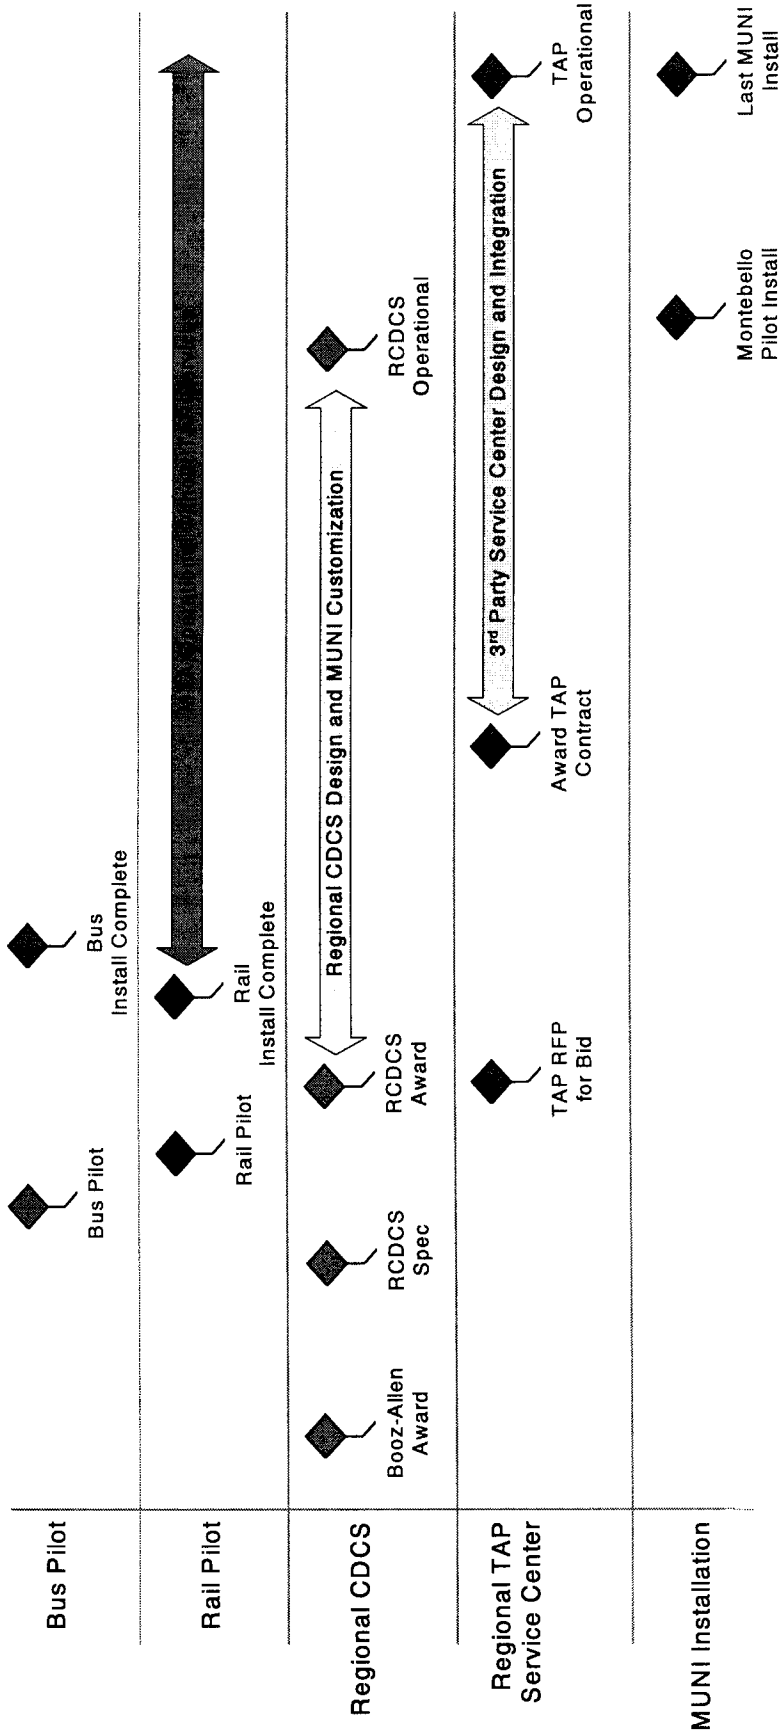 Bus Pilot
Bus Pilot
Bus
Install Complete
Rail Pilot
Rail Pilot
Rail
Install Complete
Regional CDCS
Booz-Allen
Award
RCDCS
Spec
RCDCS
Award
Regional CDCS Design and MUNI Customization
RCDCS
Operational
Regional TAP
Service Center
TAP RFP
for Bid
Award TAP
Contract
3rd Party Service Center Design and Integration
TAP
Operational
MUNI Installation
Montebello
Pilot Install
Last MUNI
Install